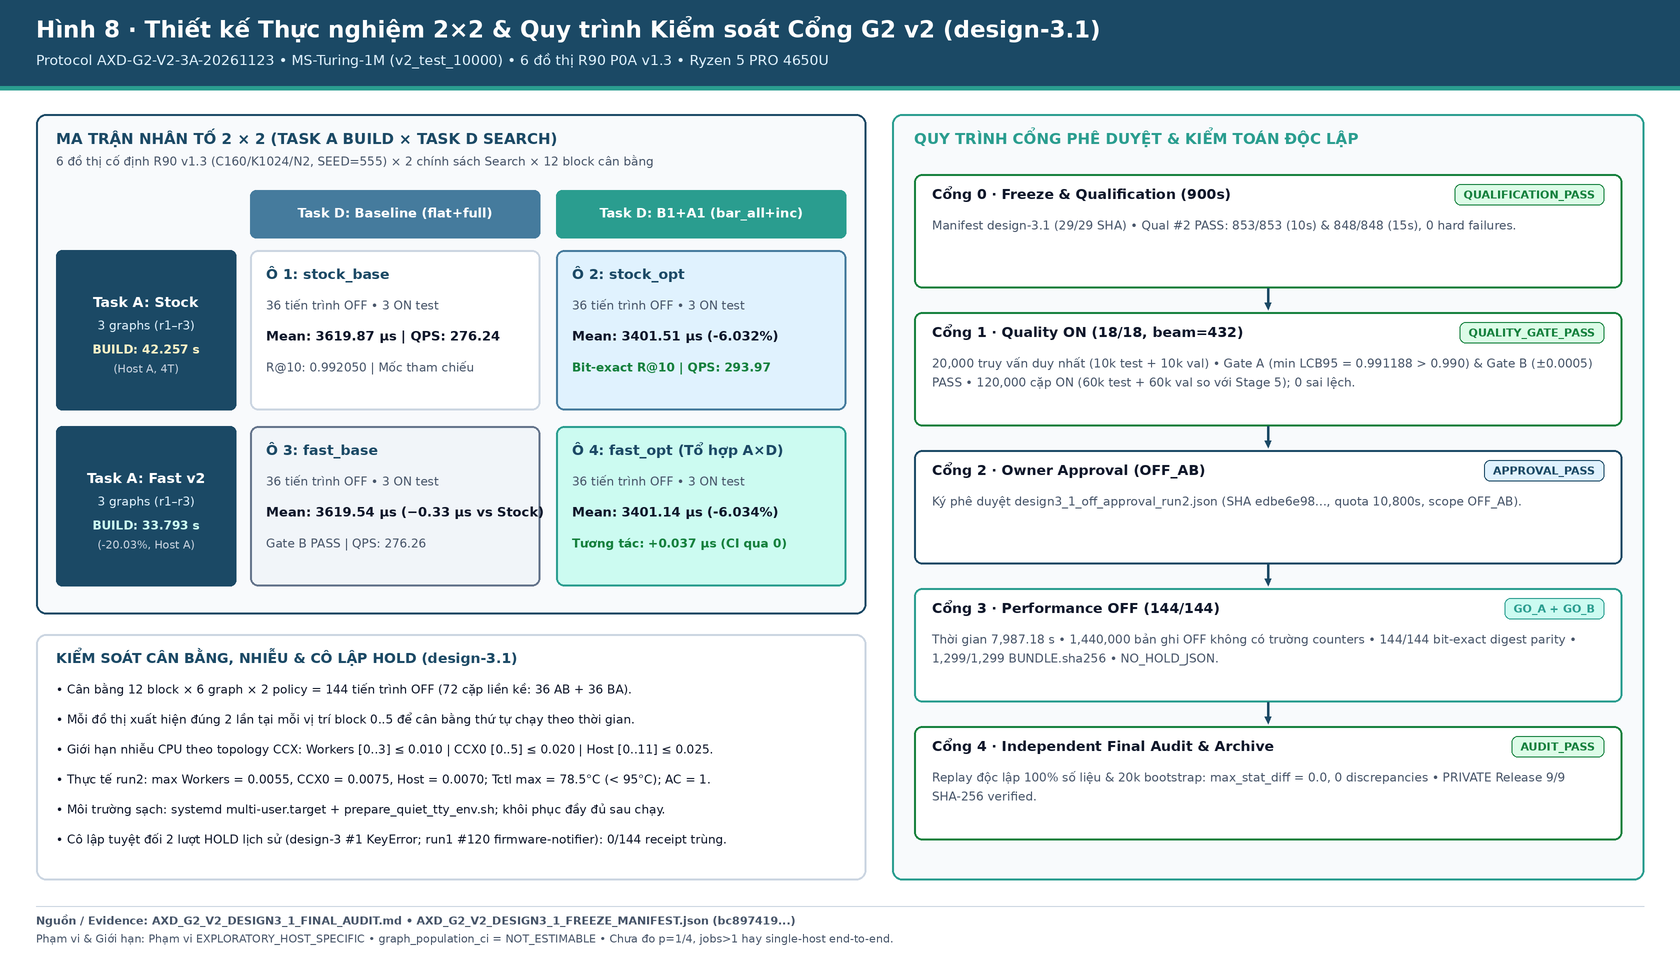 Hình 8 · Thiết kế Thực nghiệm 2×2 & Quy trình Kiểm soát Cổng G2 v2 (design-3.1)
Protocol AXD-G2-V2-3A-20261123 • MS-Turing-1M (v2_test_10000) • 6 đồ thị R90 P0A v1.3 • Ryzen 5 PRO 4650U
MA TRẬN NHÂN TỐ 2 × 2 (TASK A BUILD × TASK D SEARCH)
6 đồ thị cố định R90 v1.3 (C160/K1024/N2, SEED=555) × 2 chính sách Search × 12 block cân bằng
Task D: Baseline (flat+full)
Task D: B1+A1 (bar_all+inc)
Task A: Stock
3 graphs (r1–r3)
BUILD: 42.257 s
(Host A, 4T)
Ô 1: stock_base
36 tiến trình OFF • 3 ON test
Mean: 3619.87 µs | QPS: 276.24
R@10: 0.992050 | Mốc tham chiếu
Ô 2: stock_opt
36 tiến trình OFF • 3 ON test
Mean: 3401.51 µs (-6.032%)
Bit-exact R@10 | QPS: 293.97
Task A: Fast v2
3 graphs (r1–r3)
BUILD: 33.793 s
(-20.03%, Host A)
Ô 3: fast_base
36 tiến trình OFF • 3 ON test
Mean: 3619.54 µs (−0.33 µs vs Stock)
Gate B PASS | QPS: 276.26
Ô 4: fast_opt (Tổ hợp A×D)
36 tiến trình OFF • 3 ON test
Mean: 3401.14 µs (-6.034%)
Tương tác: +0.037 µs (CI qua 0)
KIỂM SOÁT CÂN BẰNG, NHIỄU & CÔ LẬP HOLD (design-3.1)
• Cân bằng 12 block × 6 graph × 2 policy = 144 tiến trình OFF (72 cặp liền kề: 36 AB + 36 BA).
• Mỗi đồ thị xuất hiện đúng 2 lần tại mỗi vị trí block 0..5 để cân bằng thứ tự chạy theo thời gian.
• Giới hạn nhiễu CPU theo topology CCX: Workers [0..3] ≤ 0.010 | CCX0 [0..5] ≤ 0.020 | Host [0..11] ≤ 0.025.
• Thực tế run2: max Workers = 0.0055, CCX0 = 0.0075, Host = 0.0070; Tctl max = 78.5°C (< 95°C); AC = 1.
• Môi trường sạch: systemd multi-user.target + prepare_quiet_tty_env.sh; khôi phục đầy đủ sau chạy.
• Cô lập tuyệt đối 2 lượt HOLD lịch sử (design-3 #1 KeyError; run1 #120 firmware-notifier): 0/144 receipt trùng.
QUY TRÌNH CỔNG PHÊ DUYỆT & KIỂM TOÁN ĐỘC LẬP
Cổng 0 · Freeze & Qualification (900s)
QUALIFICATION_PASS
Manifest design-3.1 (29/29 SHA) • Qual #2 PASS: 853/853 (10s) & 848/848 (15s), 0 hard failures.
Cổng 1 · Quality ON (18/18, beam=432)
QUALITY_GATE_PASS
20,000 truy vấn duy nhất (10k test + 10k val) • Gate A (min LCB95 = 0.991188 > 0.990) & Gate B (±0.0005)
PASS • 120,000 cặp ON (60k test + 60k val so với Stage 5); 0 sai lệch.
Cổng 2 · Owner Approval (OFF_AB)
APPROVAL_PASS
Ký phê duyệt design3_1_off_approval_run2.json (SHA edbe6e98..., quota 10,800s, scope OFF_AB).
Cổng 3 · Performance OFF (144/144)
GO_A + GO_B
Thời gian 7,987.18 s • 1,440,000 bản ghi OFF không có trường counters • 144/144 bit-exact digest parity •
1,299/1,299 BUNDLE.sha256 • NO_HOLD_JSON.
Cổng 4 · Independent Final Audit & Archive
AUDIT_PASS
Replay độc lập 100% số liệu & 20k bootstrap: max_stat_diff = 0.0, 0 discrepancies • PRIVATE Release 9/9
SHA-256 verified.
Nguồn / Evidence: AXD_G2_V2_DESIGN3_1_FINAL_AUDIT.md • AXD_G2_V2_DESIGN3_1_FREEZE_MANIFEST.json (bc897419...)
Phạm vi & Giới hạn: Phạm vi EXPLORATORY_HOST_SPECIFIC • graph_population_ci = NOT_ESTIMABLE • Chưa đo p=1/4, jobs>1 hay single-host end-to-end.